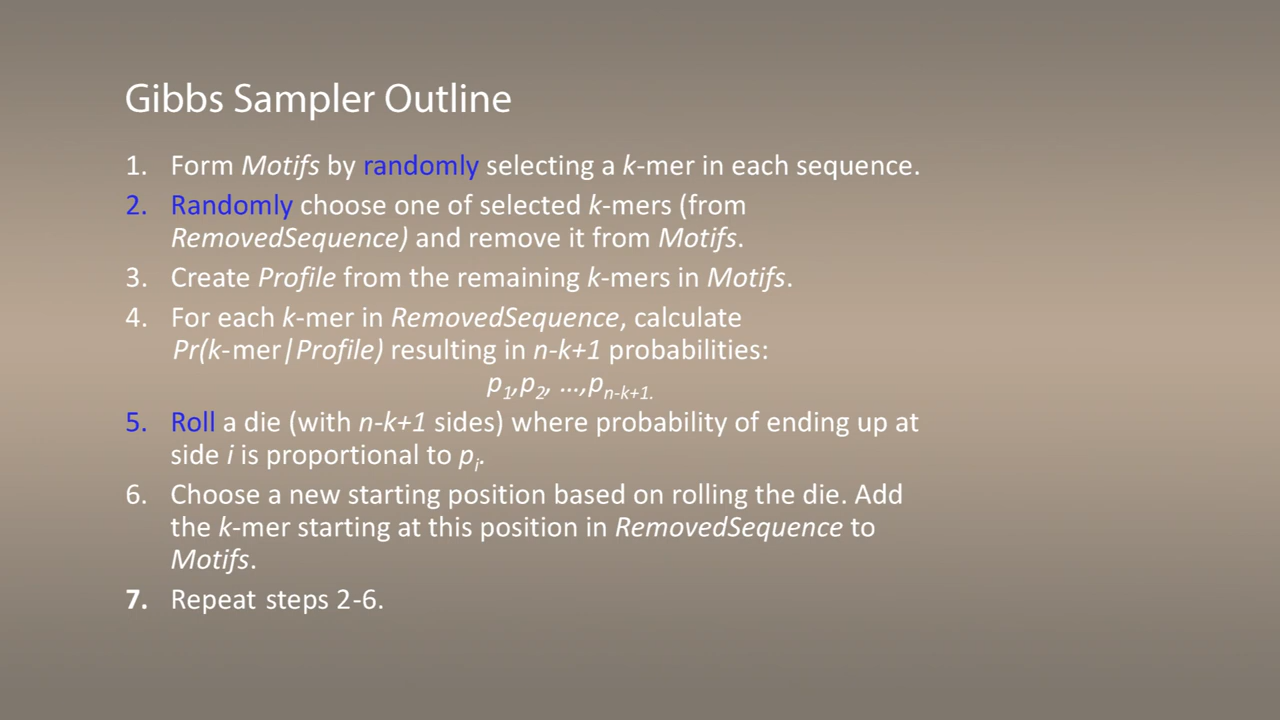 Gibbs Sampler Outline
1. Form Motifs by randomly selecting a k-mer in each sequence.
2. Randomly choose one of selected k-mers (from
RemovedSequence) and remove it from Motifs.
3. Create Profile from the remaining k-mers in Motifs.
4. For each k-mer in RemovedSequence, calculate
Pr(k-mer|Profile) resulting in n-k+1 probabilities:
p1,p2, …,pn-k+1.
5. Roll a die (with n-k+1 sides) where probability of ending up at
side i is proportional to pi.
6. Choose a new starting position based on rolling the die. Add
the k-mer starting at this position in RemovedSequence to
Motifs.
7. Repeat steps 2-6.